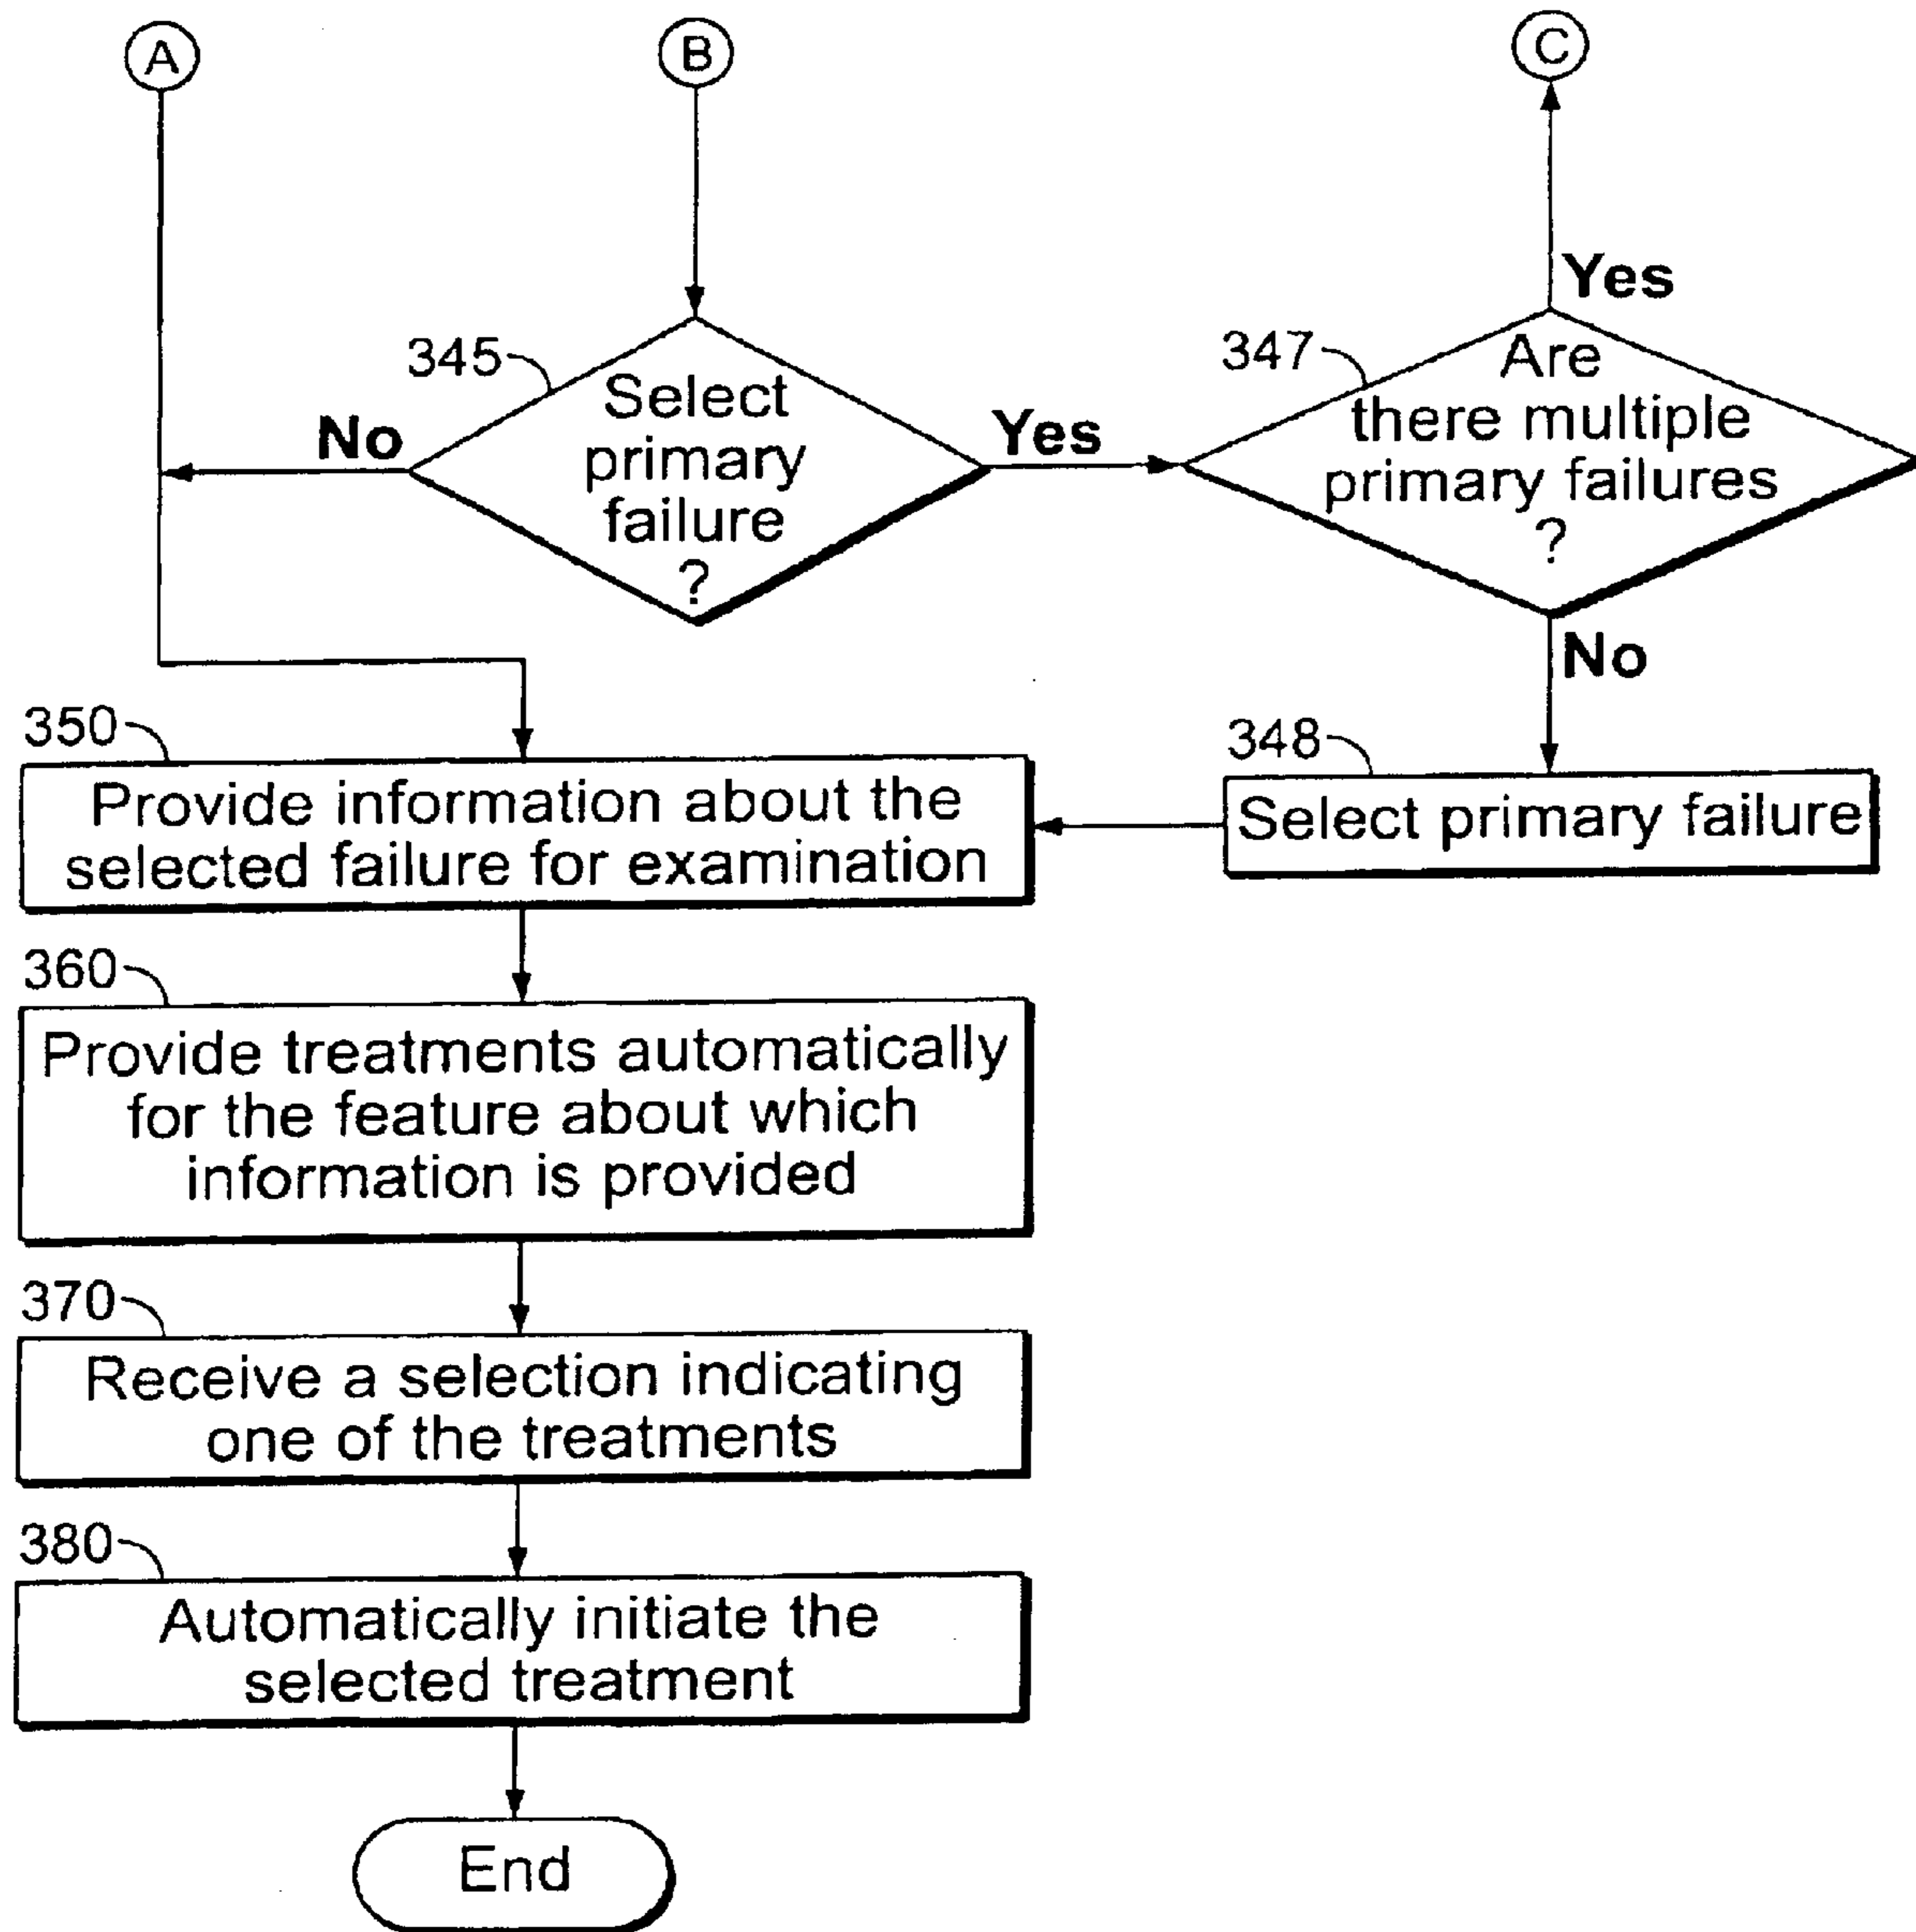 A
B
C
Yes
345
Select
primary
failure
?
No
Yes
347
Are
there multiple
primary failures
?
No
350
Provide information about the
selected failure for examination
348
Select primary failure
360
Provide treatments automatically
for the feature about which
information is provided
370
Receive a selection indicating
one of the treatments
380
Automatically initiate the
selected treatment
End